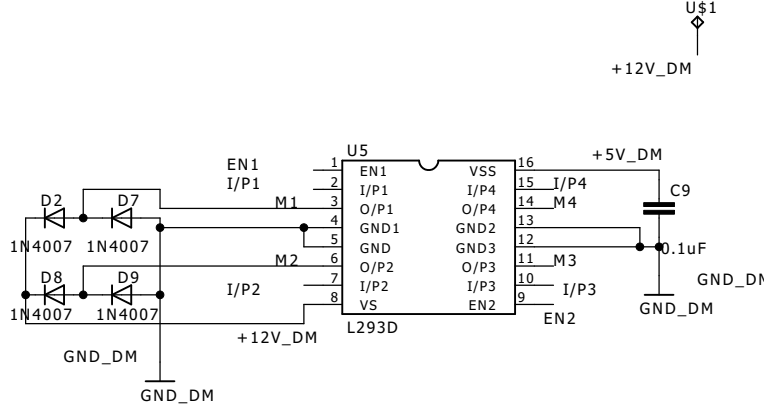 U$1
+12V_DM
U5
+5V_DM
EN1
1
EN1
VSS
16
I/P1
2
I/P1
I/P4
15
I/P4
C9
D2
D7
M1
3
O/P1
O/P4
14
M4
4
GND1
GND2
13
1N4007
1N4007
5
GND
GND3
12
0.1uF
M2
6
O/P2
O/P3
11
M3
D8
D9
I/P2
7
I/P2
I/P3
10
I/P3
GND_DM
1N4007
1N4007
8
VS
EN2
9
EN2
GND_DM
+12V_DM
L293D
GND_DM
GND_DM